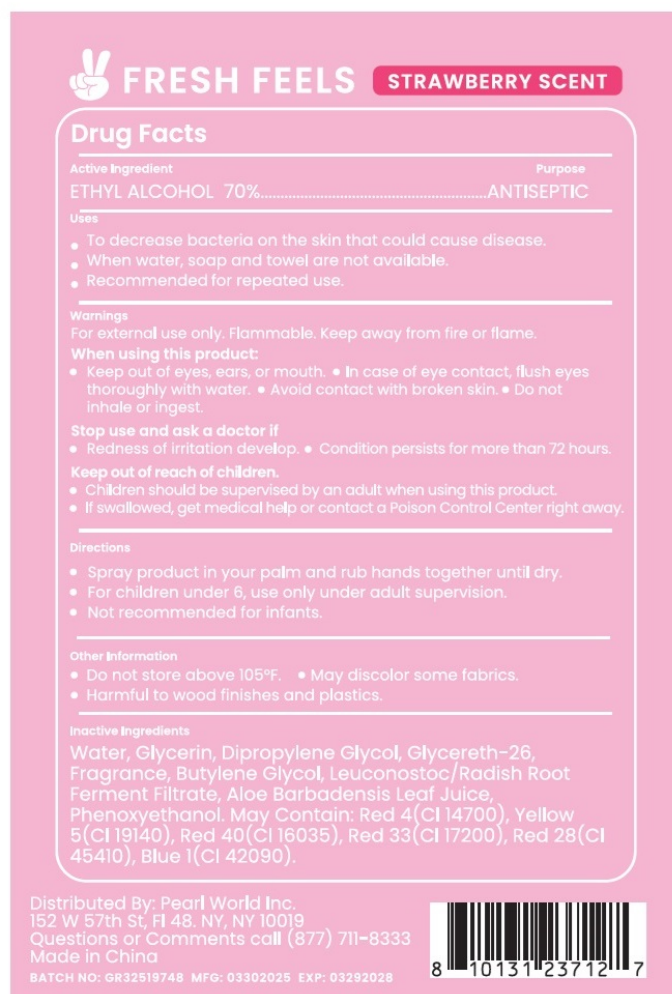 FRESH FEELS STRAWBERRY SCENT
Drug Facts
Active Ingredient Purpose
ETHYL ALCOHOL 70%.........................................................ANTISEPTIC
Uses
• To decrease bacteria on the skin that could cause disease.
• When water, soap and towel are not available.
• Recommended for repeated use.
Warnings
For external use only. Flammable. Keep away from fire or flame.
When using this product:
• Keep out of eyes, ears, or mouth. • In case of eye contact, flush eyes
thoroughly with water. • Avoid contact with broken skin. • Do not
inhale or ingest.
Stop use and ask a doctor if
• Redness of irritation develop. • Condition persists for more than 72 hours.
Keep out of reach of children.
• Children should be supervised by an adult when using this product.
• If swallowed, get medical help or contact a Poison Control Center right away.
Directions
• Spray product in your palm and rub hands together until dry.
• For children under 6, use only under adult supervision.
• Not recommended for infants.
Other Information
• Do not store above 105°F. • May discolor some fabrics.
• Harmful to wood finishes and plastics.
Inactive Ingredients
Water, Glycerin, Dipropylene Glycol, Glycereth-26,
Fragrance, Butylene Glycol, Leuconostoc/Radish Root
Ferment Filtrate, Aloe Barbadensis Leaf Juice,
Phenoxyethanol. May Contain: Red 4(CI 14700), Yellow
5(CI 19140), Red 40(CI 16035), Red 33(CI 17200), Red 28(CI
45410), Blue 1(CI 42090).
Distributed By: Pearl World Inc.
152 W 57th St, Fl 48. NY, NY 10019
Questions or Comments call (877) 711-8333
Made in China
BATCH NO: GR32519748 MFG: 03302025 EXP: 03292028
8 10131 23712 7